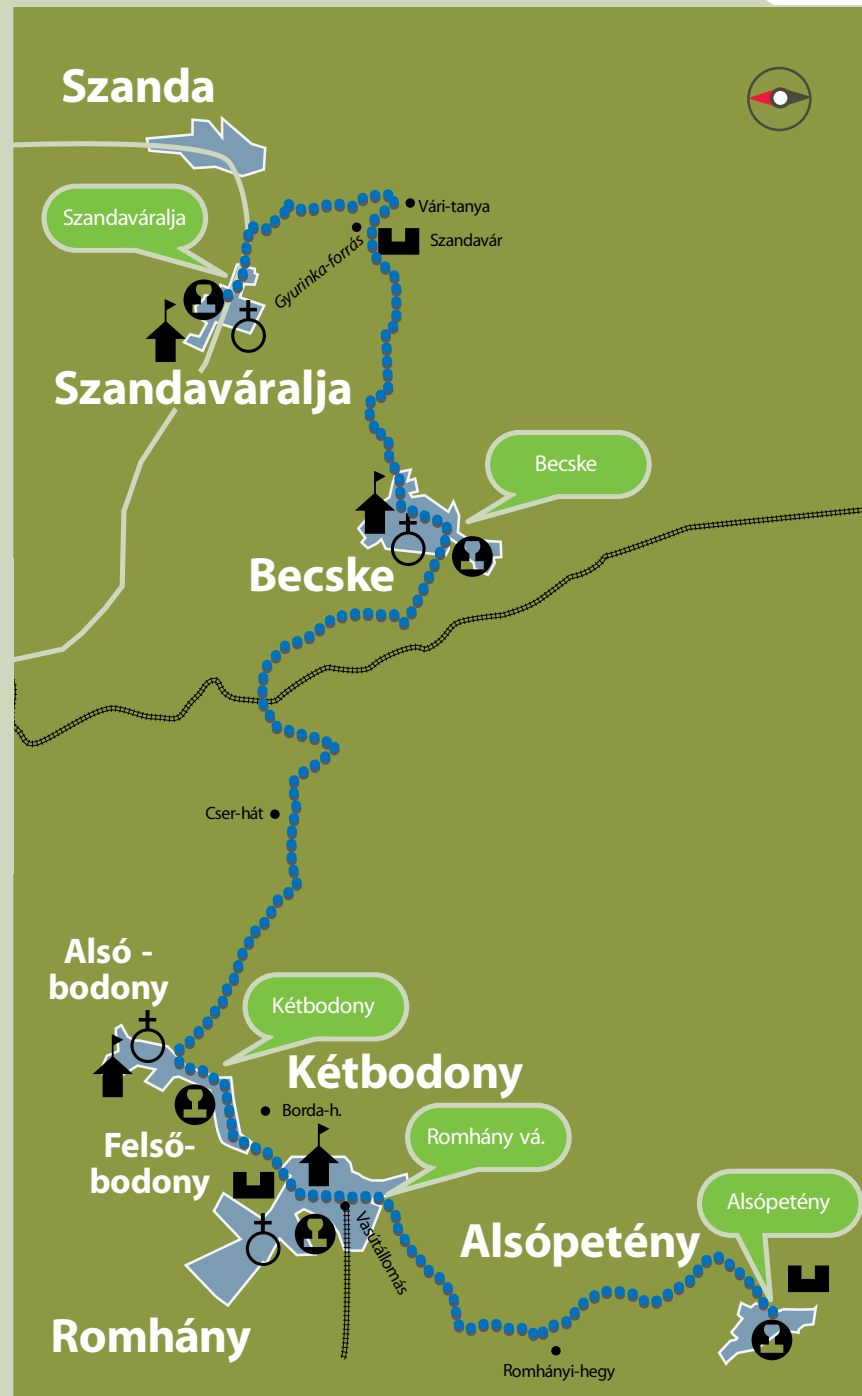 Szanda
Szandaváralja
Vári-tanya
Szandavár
Gyurinka-forrás
Szandaváralja
Becske
Becske
Cser-hát
Alsó -
bodony
Kétbodony
Kétbodony
Borda-h.
Felső-
bodony
Romhány vá.
Vasútállomás
Alsópetény
Alsópetény
Romhány
Romhányi-hegy